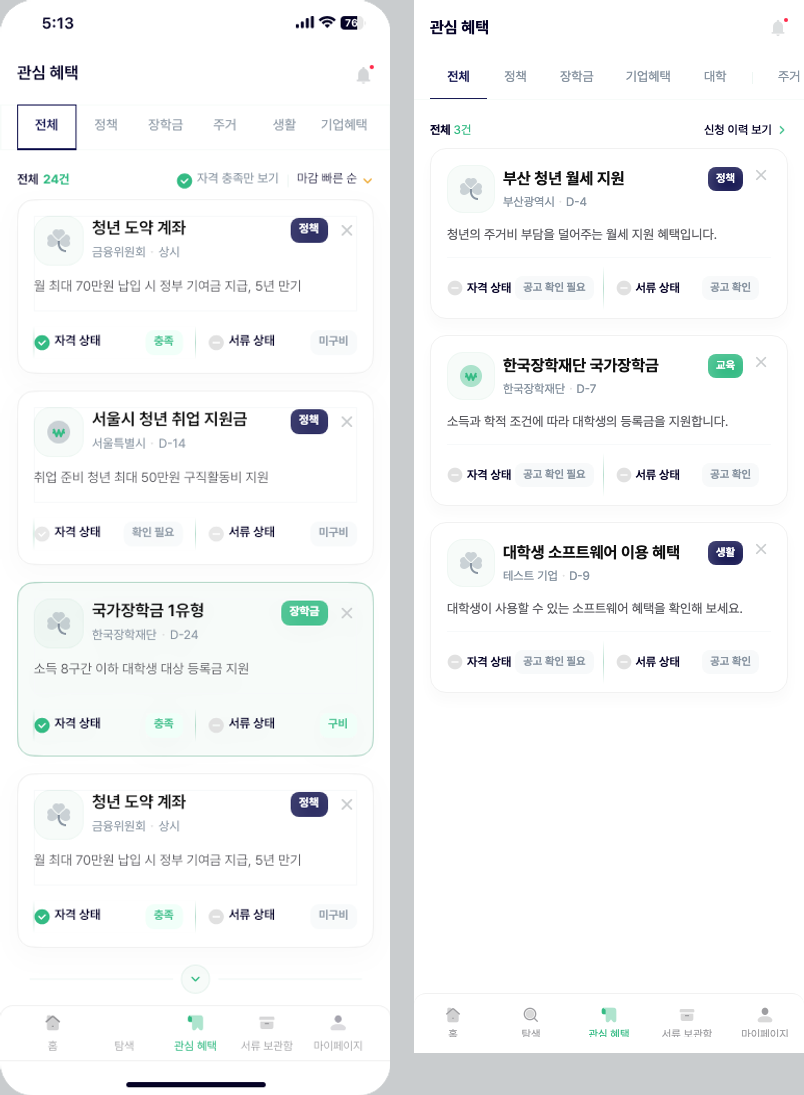 5:13
76
관심 혜택
전체 정책 장학금 주거 생활 기업혜택
전체 24건 자격 충족만 보기 마감 빠른 순
청년 도약 계좌 정책
금융위원회 · 상시
월 최대 70만원 납입 시 정부 기여금 지급, 5년 만기
자격 상태 충족 서류 상태 미구비
서울시 청년 취업 지원금 정책
서울특별시 · D-14
취업 준비 청년 최대 50만원 구직활동비 지원
자격 상태 확인 필요 서류 상태 미구비
국가장학금 1유형 장학금
한국장학재단 · D-24
소득 8구간 이하 대학생 대상 등록금 지원
자격 상태 충족 서류 상태 구비
청년 도약 계좌 정책
금융위원회 · 상시
월 최대 70만원 납입 시 정부 기여금 지급, 5년 만기
자격 상태 충족 서류 상태 미구비
홈 탐색 관심 혜택 서류 보관함 마이페이지
관심 혜택
전체 정책 장학금 기업혜택 대학 주거
전체 3건 신청 이력 보기
부산 청년 월세 지원 정책
부산광역시 · D-4
청년의 주거비 부담을 덜어주는 월세 지원 혜택입니다.
자격 상태 공고 확인 필요 서류 상태 공고 확인
한국장학재단 국가장학금 교육
한국장학재단 · D-7
소득과 학적 조건에 따라 대학생의 등록금을 지원합니다.
자격 상태 공고 확인 필요 서류 상태 공고 확인
대학생 소프트웨어 이용 혜택 생활
테스트 기업 · D-9
대학생이 사용할 수 있는 소프트웨어 혜택을 확인해 보세요.
자격 상태 공고 확인 필요 서류 상태 공고 확인
홈 탐색 관심 혜택 서류 보관함 마이페이지